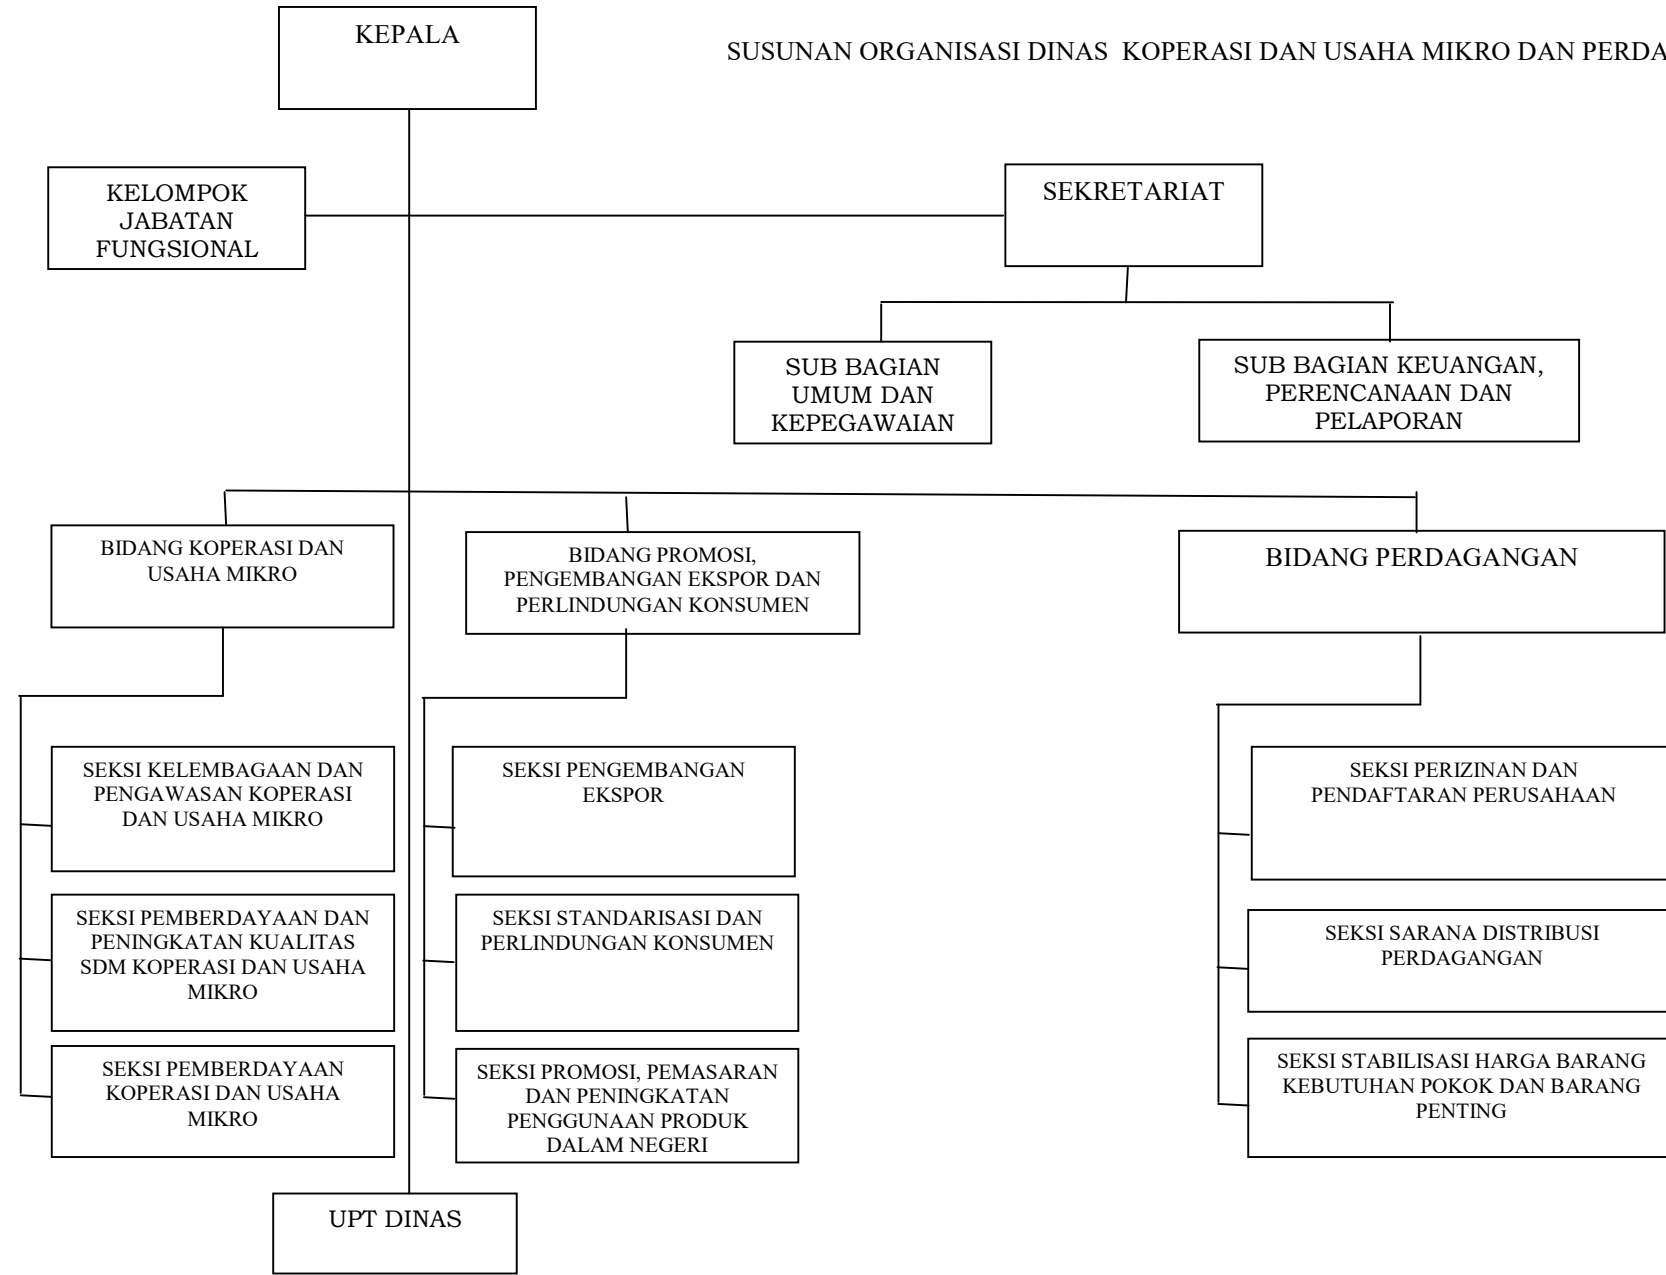 KEPALA
SUSUNAN ORGANISASI DINAS KOPERASI DAN USAHA MIKRO DAN PERDA
KELOMPOK
JABATAN
FUNGSIONAL
SEKRETARIAT
SUB BAGIAN
UMUM DAN
KEPEGAWAIAN
SUB BAGIAN KEUANGAN,
PERENCANAAN DAN
PELAPORAN
BIDANG KOPERASI DAN
USAHA MIKRO
BIDANG PROMOSI,
PENGEMBANGAN EKSPOR DAN
PERLINDUNGAN KONSUMEN
BIDANG PERDAGANGAN
SEKSI KELEMBAGAAN DAN
PENGAWASAN KOPERASI
DAN USAHA MIKRO
SEKSI PENGEMBANGAN
EKSPOR
SEKSI PERIZINAN DAN
PENDAFTARAN PERUSAHAAN
SEKSI PEMBERDAYAAN DAN
PENINGKATAN KUALITAS
SDM KOPERASI DAN USAHA
MIKRO
SEKSI STANDARISASI DAN
PERLINDUNGAN KONSUMEN
SEKSI SARANA DISTRIBUSI
PERDAGANGAN
SEKSI PEMBERDAYAAN
KOPERASI DAN USAHA
MIKRO
SEKSI PROMOSI, PEMASARAN
DAN PENINGKATAN
PENGGUNAAN PRODUK
DALAM NEGERI
SEKSI STABILISASI HARGA BARANG
KEBUTUHAN POKOK DAN BARANG
PENTING
UPT DINAS